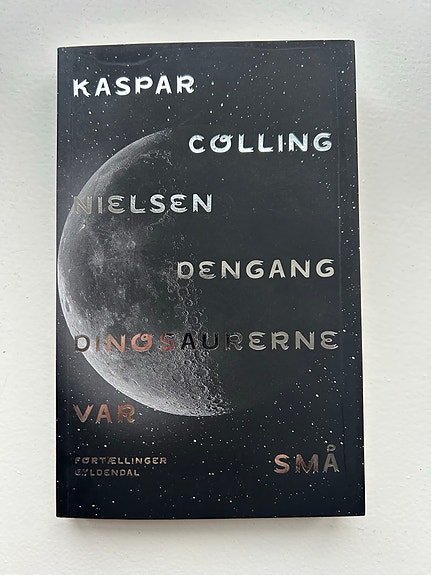 KASPAR
COLLING
NIELSEN
DENGANG
DINOSAURERNE
VAR
SMÅ
FORTÆLLINGER
GYLDENDAL